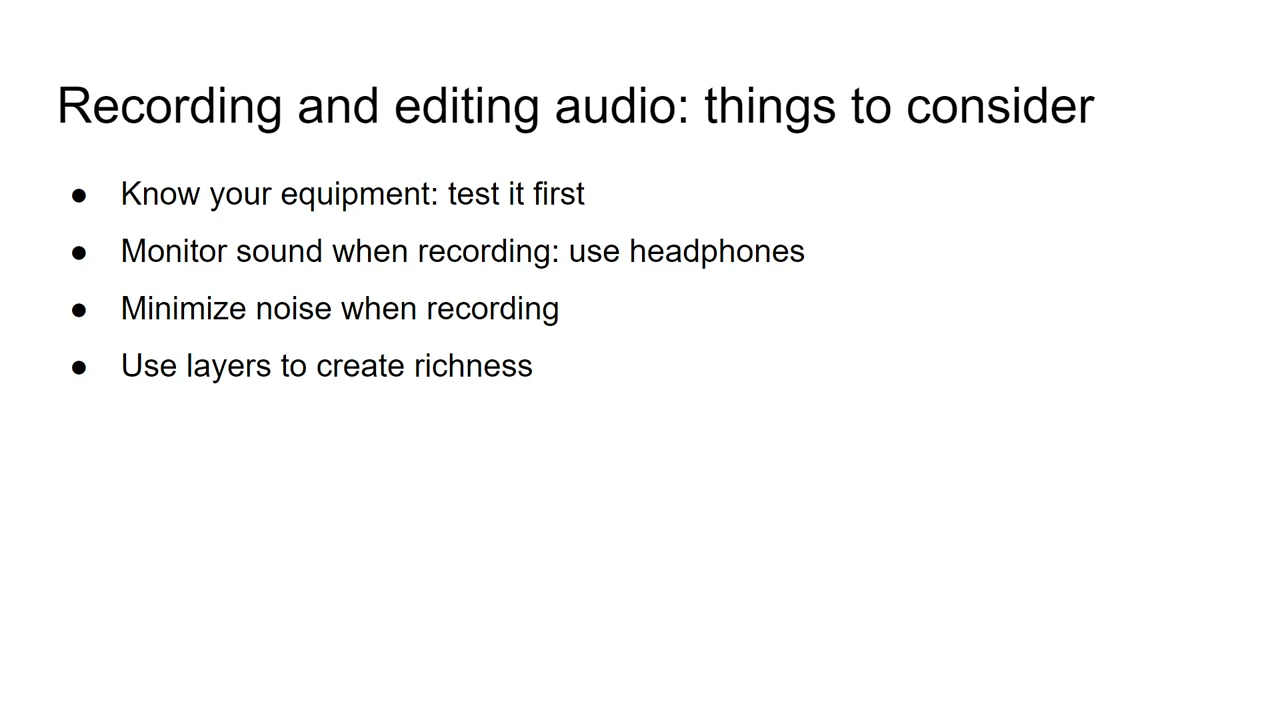 Recording and editing audio: things to consider
● Know your equipment: test it first
● Monitor sound when recording: use headphones
● Minimize noise when recording
● Use layers to create richness